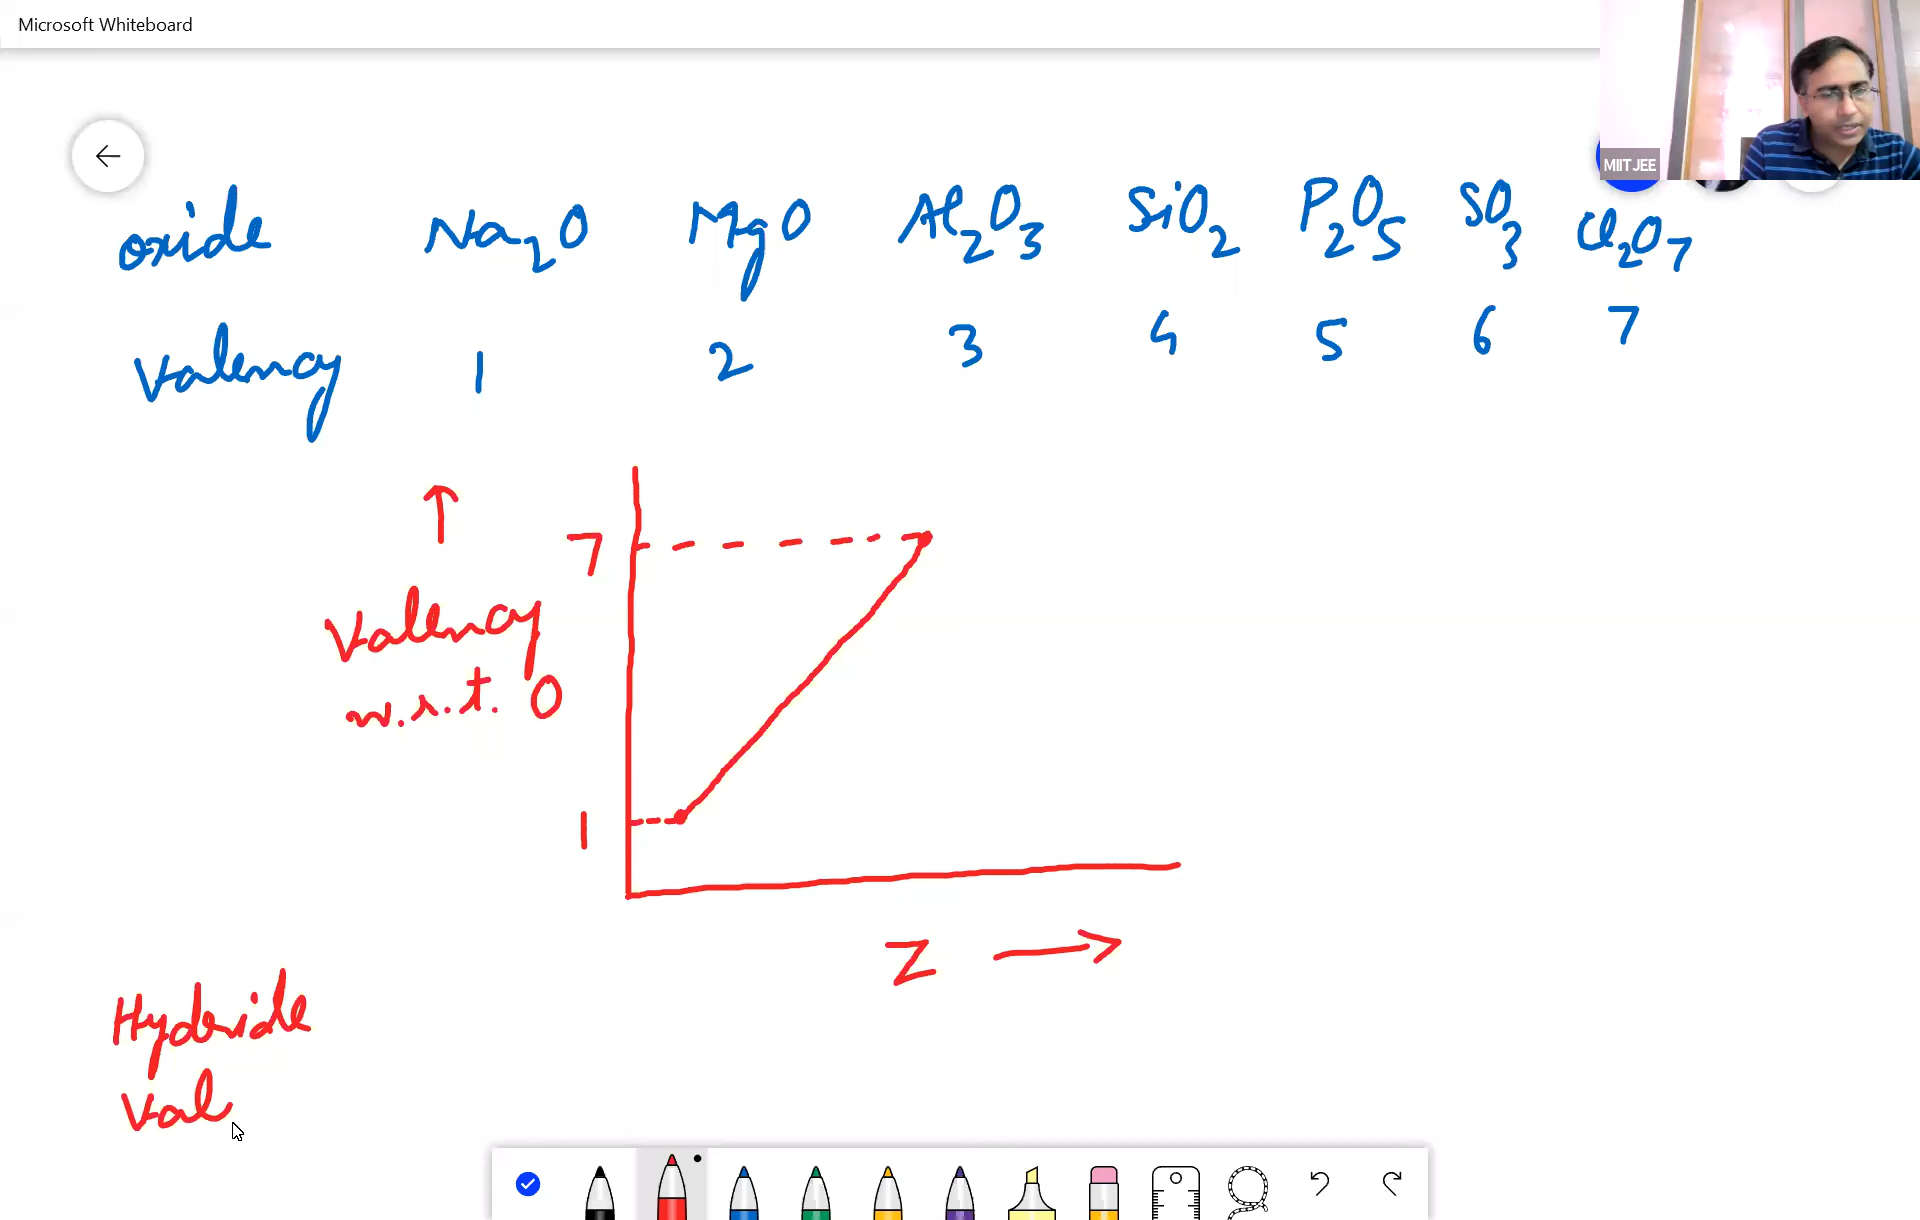 Microsoft Whiteboard
MIIT JEE
oxide Na2O MgO Al2O3 SiO2 P2O5 SO3 Cl2O7
Valency 1 2 3 4 5 6 7
↑
7
Valency
w.r.t. O
1
Z →
Hyderide
Val